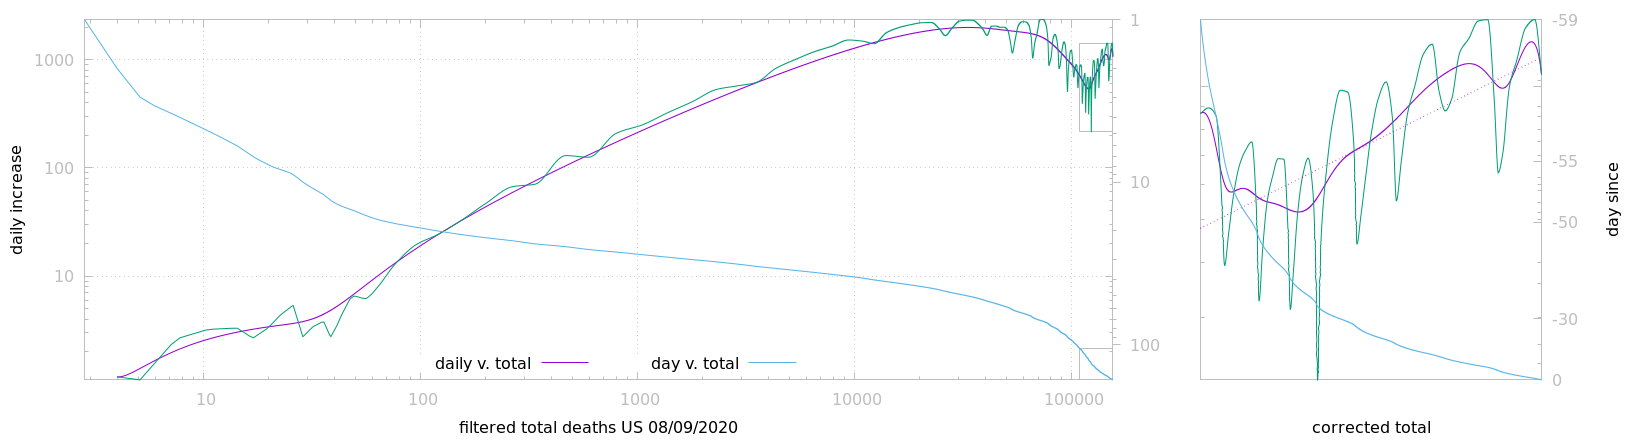 1000
100
10
daily increase
10
100
1000
10000
100000
filtered total deaths US 08/09/2020
daily v. total
day v. total
1
10
100
-59
-55
-50
-30
0
day since
corrected total